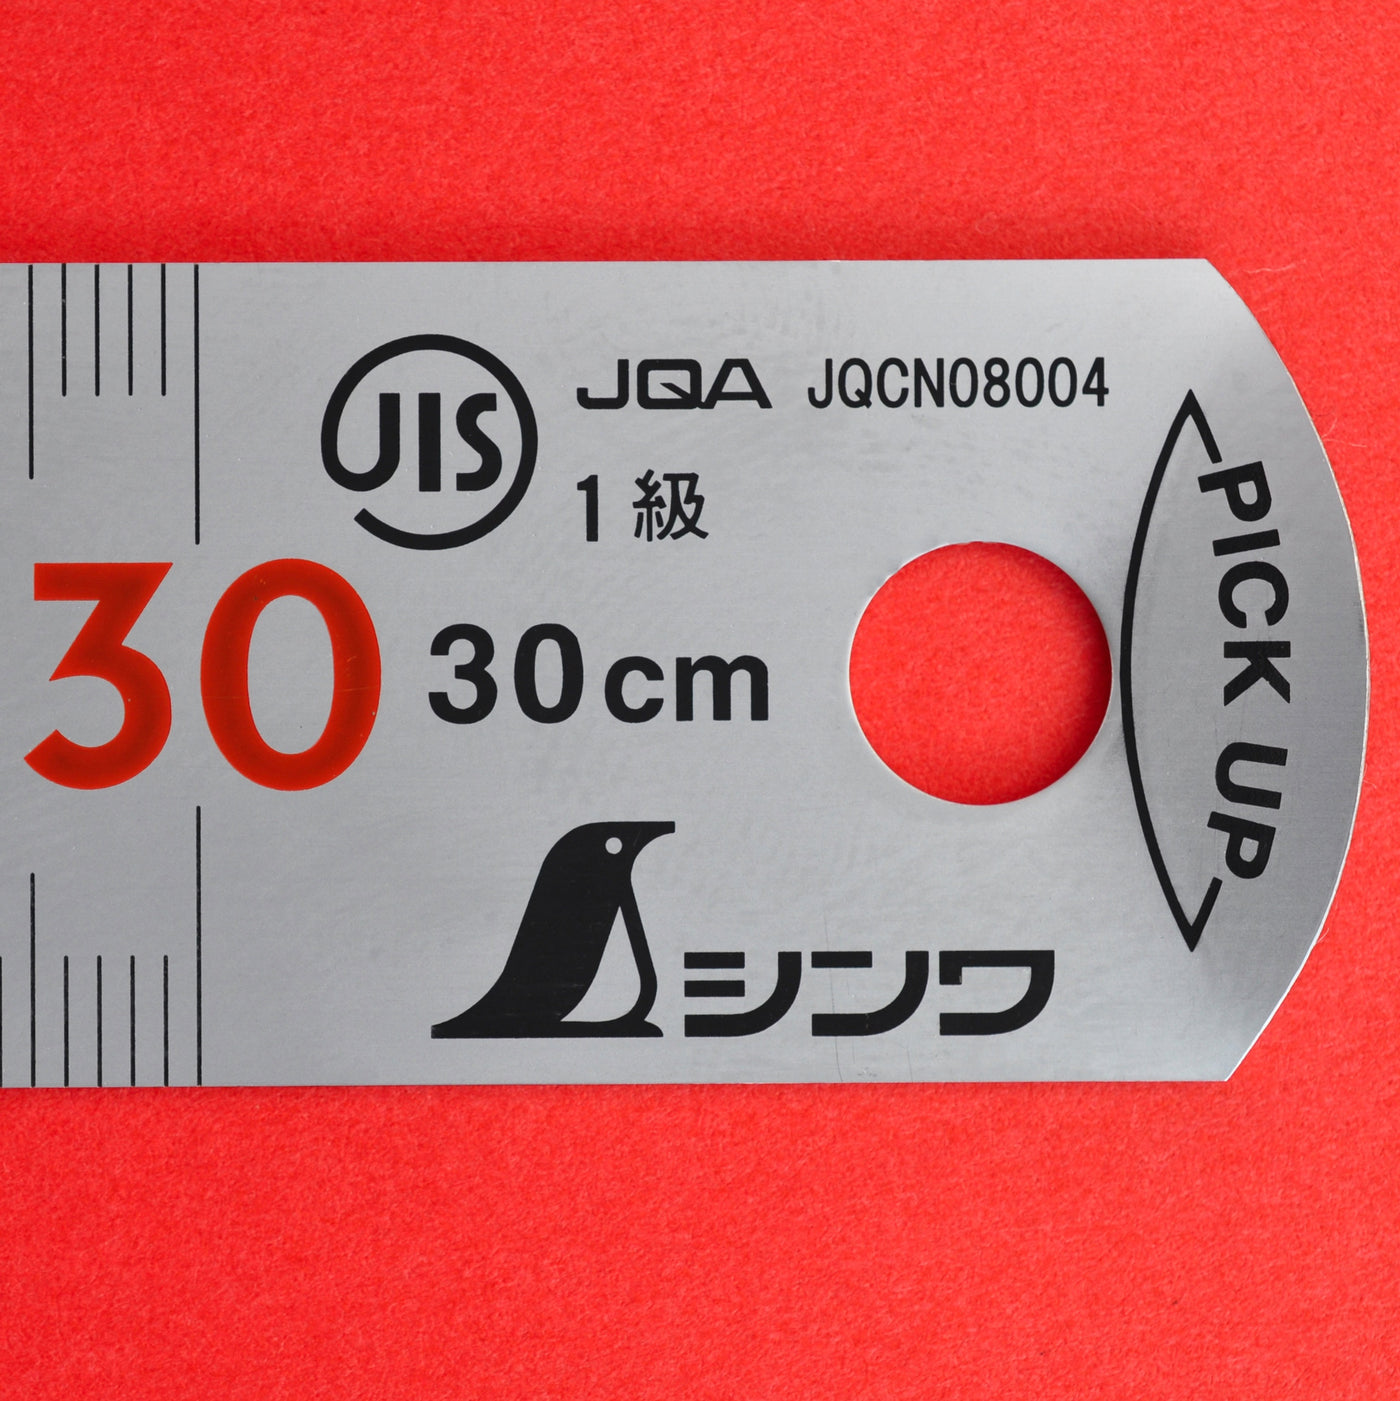 JIS
JQA JQCN08004
1級
30
30cm
シンワ
PICK UP